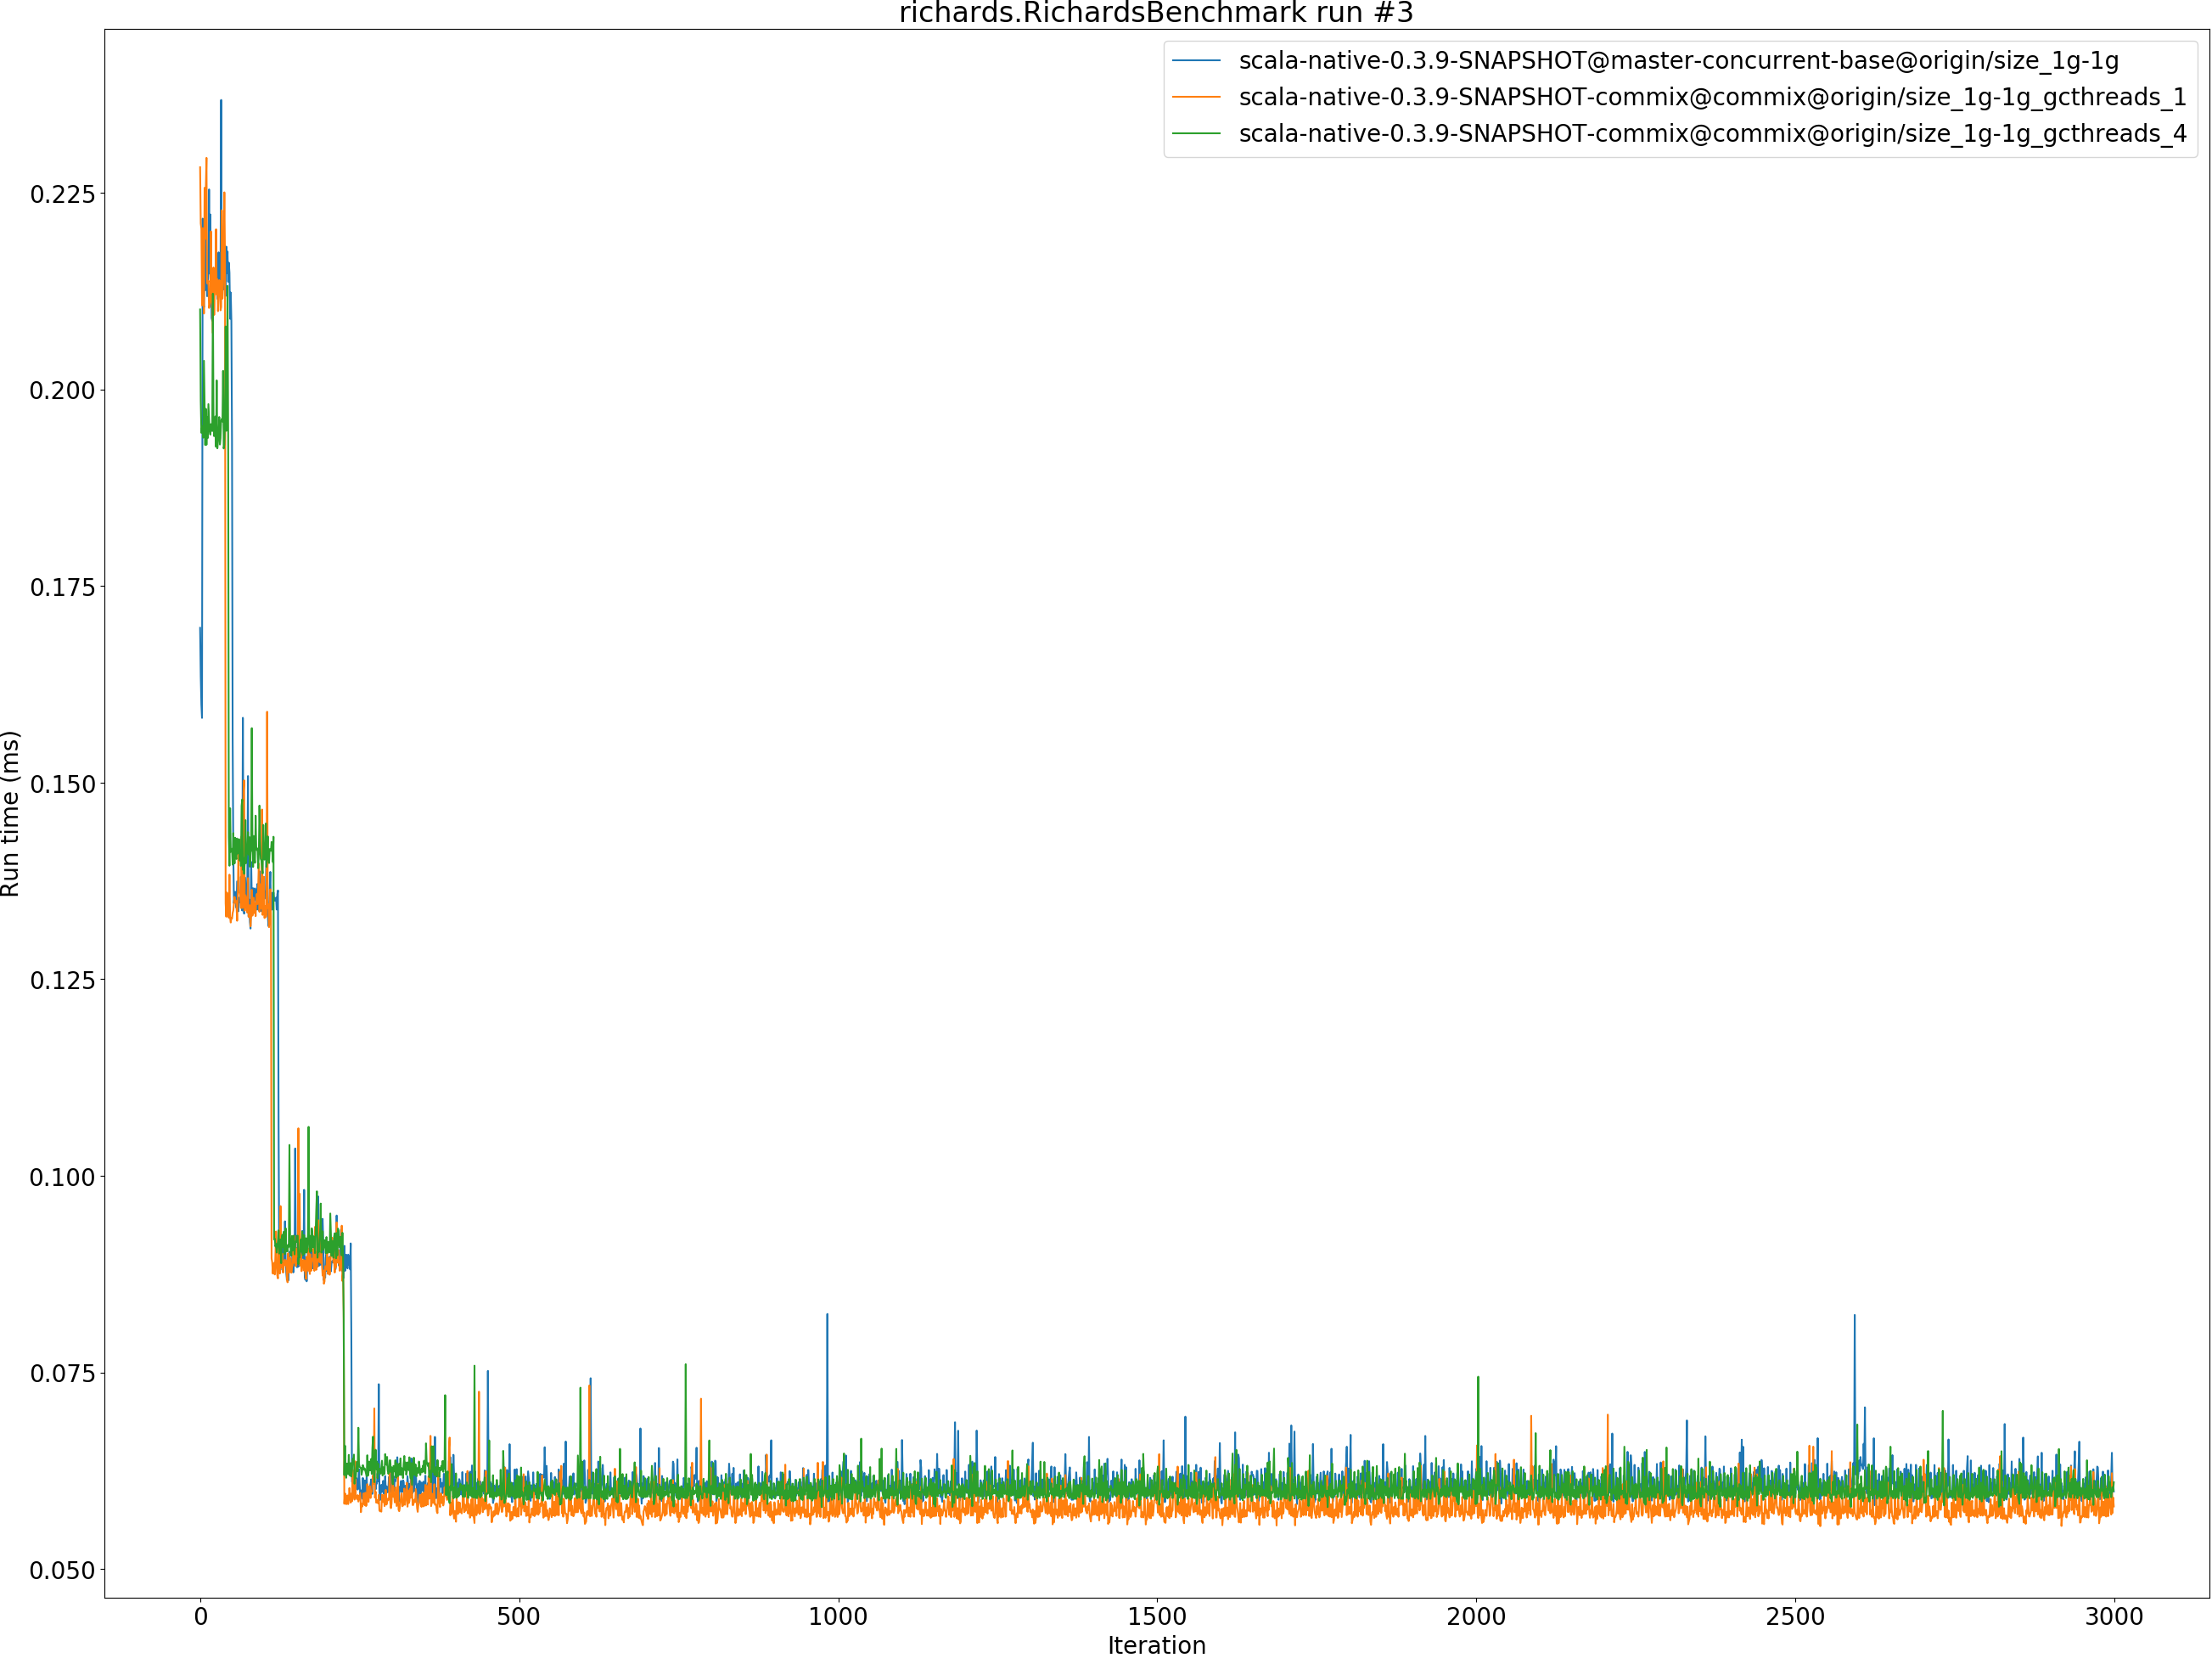 richards.RichardsBenchmark run #3
scala-native-0.3.9-SNAPSHOT@master-concurrent-base@origin/size_1g-1g
scala-native-0.3.9-SNAPSHOT-commix@commix@origin/size_1g-1g_gcthreads_1
scala-native-0.3.9-SNAPSHOT-commix@commix@origin/size_1g-1g_gcthreads_4
Run time (ms)
0.225
0.200
0.175
0.150
0.125
0.100
0.075
0.050
0 500 1000 1500 2000 2500 3000
Iteration